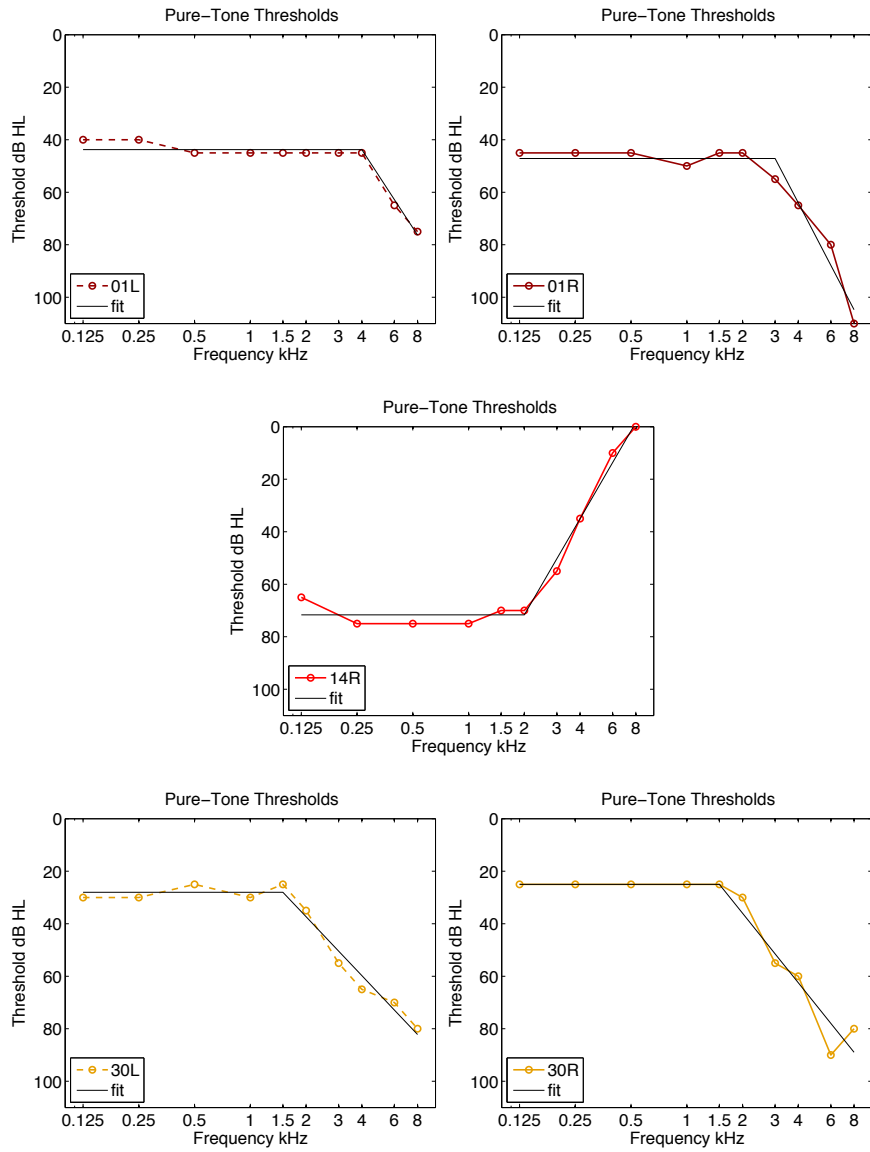 Pure-Tone Thresholds
0
20
40
60
80
100
Threshold dB HL
01L
fit
0.125 0.25 0.5 1 1.5 2 3 4 6 8
Frequency kHz
Pure-Tone Thresholds
0
20
40
60
80
100
Threshold dB HL
01R
fit
0.125 0.25 0.5 1 1.5 2 3 4 6 8
Frequency kHz
Pure-Tone Thresholds
0
20
40
60
80
100
Threshold dB HL
14R
fit
0.125 0.25 0.5 1 1.5 2 3 4 6 8
Frequency kHz
Pure-Tone Thresholds
0
20
40
60
80
100
Threshold dB HL
30L
fit
0.125 0.25 0.5 1 1.5 2 3 4 6 8
Frequency kHz
Pure-Tone Thresholds
0
20
40
60
80
100
Threshold dB HL
30R
fit
0.125 0.25 0.5 1 1.5 2 3 4 6 8
Frequency kHz